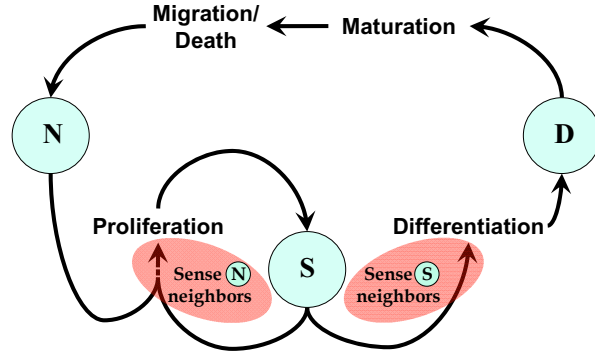 Migration/
Death
Maturation
N
D
Proliferation
Differentiation
Sense N
neighbors
S
Sense S
neighbors